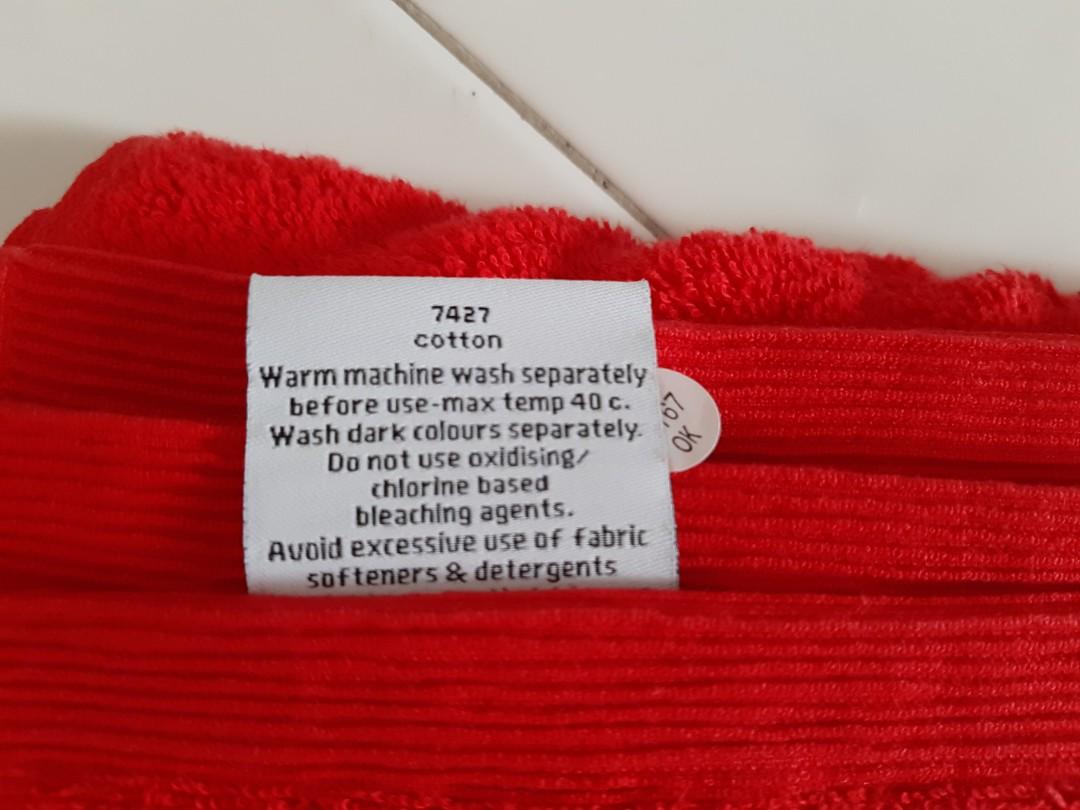 7427
cotton
Warm machine wash separately
before use-max temp 40 c.
Wash dark colours separately.
Do not use oxidising/
chlorine based
bleaching agents.
Avoid excessive use of fabric
softeners & detergents
167
OK